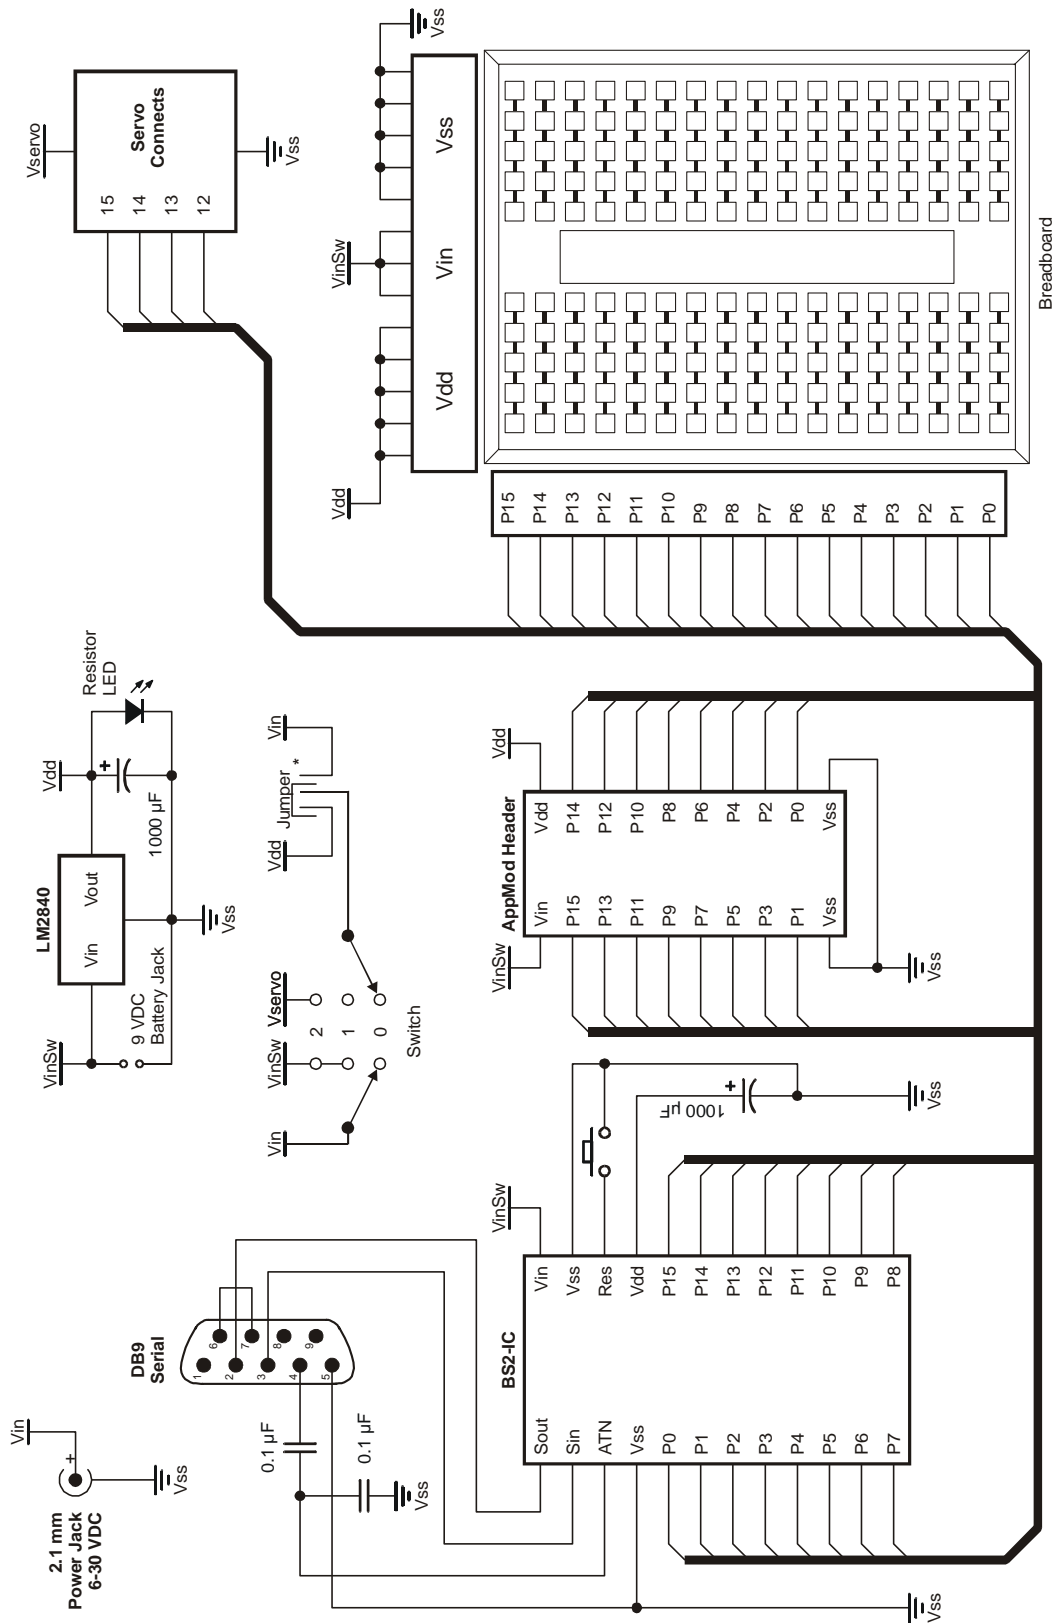 2.1 mm
Power Jack
6-30 VDC
Vin
+
Vss
DB9
Serial
1
2
3
4
5
6
7
8
9
0.1 µF
0.1 µF
Vss
Vin
VinSw
Vservo
2
1
0
Switch
Vdd
Jumper
*
Vin
VinSw
9 VDC
Battery Jack
LM2840
Vin
Vout
Vss
Vdd
+
1000 µF
Resistor
LED
Vservo
Servo
Connects
15
14
13
12
Vss
Vdd
VinSw
Vss
Vdd
Vin
Vss
BS2-IC
Sout
Sin
ATN
Vss
P0
P1
P2
P3
P4
P5
P6
P7
Vin
Vss
Res
Vdd
P15
P14
P13
P12
P11
P10
P9
P8
VinSw
Vss
1000 µF
+
Vss
AppMod Header
VinSw
Vdd
Vin
P15
P13
P11
P9
P7
P5
P3
P1
Vss
Vdd
P14
P12
P10
P8
P6
P4
P2
P0
Vss
Vss
P15
P14
P13
P12
P11
P10
P9
P8
P7
P6
P5
P4
P3
P2
P1
P0
Breadboard